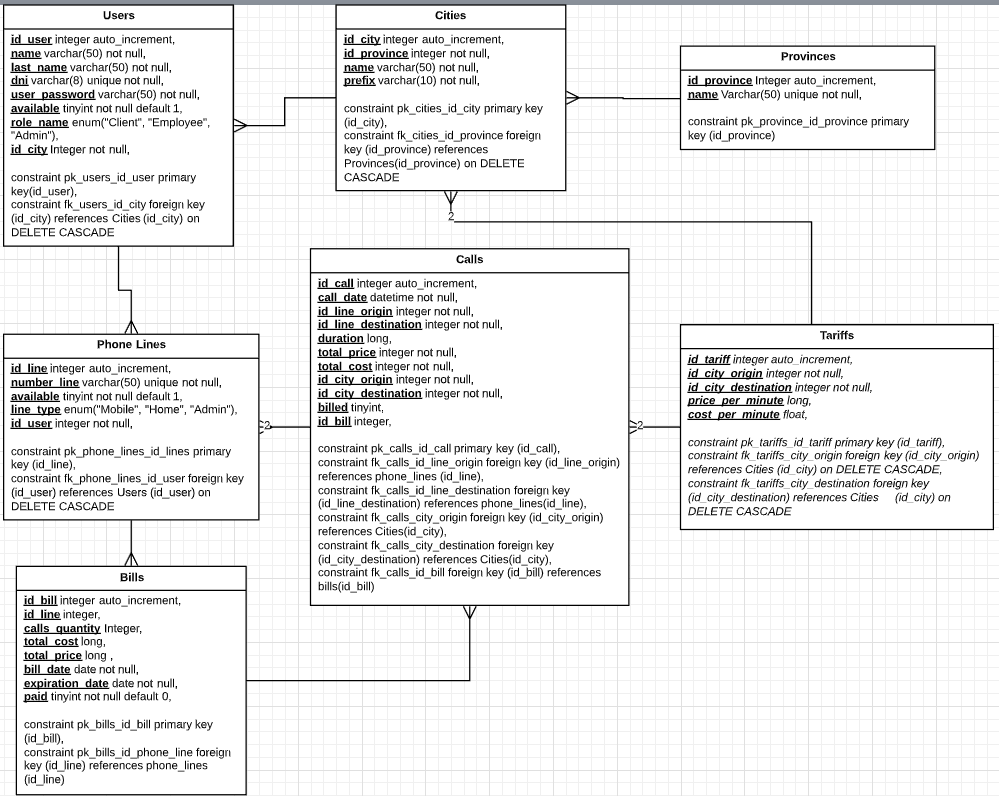 Users
id_user integer auto_increment,
name varchar(50) not null,
last_name varchar(50) not null,
dni varchar(8) unique not null,
user_password varchar(50) not null,
available tinyint not null default 1,
role_name enum("Client", "Employee",
"Admin"),
id_city Integer not null,
constraint pk_users_id_user primary
key(id_user),
constraint fk_users_id_city foreign key
(id_city) references Cities (id_city) on
DELETE CASCADE
Cities
id_city integer auto_increment,
id_province integer not null,
name varchar(50) not null,
prefix varchar(10) not null,
constraint pk_cities_id_city primary key
(id_city),
constraint fk_cities_id_province foreign
key (id_province) references
Provinces(id_province) on DELETE
CASCADE
Provinces
id_province Integer auto_increment,
name Varchar(50) unique not null,
constraint pk_province_id_province primary
key (id_province)
2
Calls
id_call integer auto_increment,
call_date datetime not null,
id_line_origin integer not null,
id_line_destination integer not null,
duration long,
total_price integer not null,
total_cost integer not null,
id_city_origin integer not null,
id_city_destination integer not null,
billed tinyint,
id_bill integer,
constraint pk_calls_id_call primary key (id_call),
constraint fk_calls_id_line_origin foreign key (id_line_origin)
references phone_lines (id_line),
constraint fk_calls_id_line_destination foreign key
(id_line_destination) references phone_lines(id_line),
constraint fk_calls_city_origin foreign key (id_city_origin)
references Cities(id_city),
constraint fk_calls_city_destination foreign key
(id_city_destination) references Cities(id_city),
constraint fk_calls_id_bill foreign key (id_bill) references
bills(id_bill)
Phone Lines
id_line integer auto_increment,
number_line varchar(50) unique not null,
available tinyint not null default 1,
line_type enum("Mobile", "Home", "Admin"),
id_user integer not null,
constraint pk_phone_lines_id_lines primary
key (id_line),
constraint fk_phone_lines_id_user foreign key
(id_user) references Users (id_user) on
DELETE CASCADE
2
2
Tariffs
id_tariff integer auto_increment,
id_city_origin integer not null,
id_city_destination integer not null,
price_per_minute long,
cost_per_minute float,
constraint pk_tariffs_id_tariff primary key (id_tariff),
constraint fk_tariffs_city_origin foreign key (id_city_origin)
references Cities (id_city) on DELETE CASCADE,
constraint fk_tariffs_city_destination foreign key
(id_city_destination) references Cities (id_city) on
DELETE CASCADE
Bills
id_bill integer auto_increment,
id_line integer,
calls_quantity Integer,
total_cost long,
total_price long ,
bill_date date not null,
expiration_date date not null,
paid tinyint not null default 0,
constraint pk_bills_id_bill primary key
(id_bill),
constraint pk_bills_id_phone_line foreign
key (id_line) references phone_lines
(id_line)